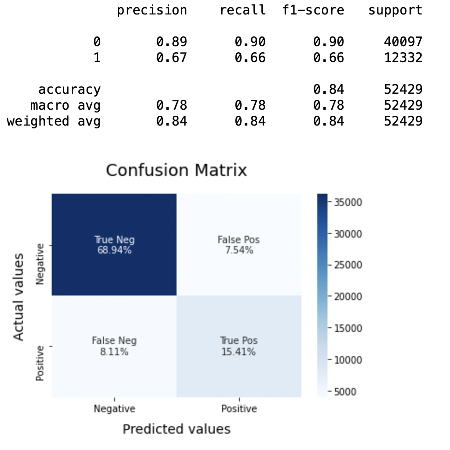 precision recall f1-score support
0 0.89 0.90 0.90 40097
1 0.67 0.66 0.66 12332
accuracy 0.84 52429
macro avg 0.78 0.78 0.78 52429
weighted avg 0.84 0.84 0.84 52429
Confusion Matrix
Actual values
Negative
Positive
True Neg
68.94%
False Pos
7.54%
False Neg
8.11%
True Pos
15.41%
Negative Positive
Predicted values
35000
30000
25000
20000
15000
10000
5000